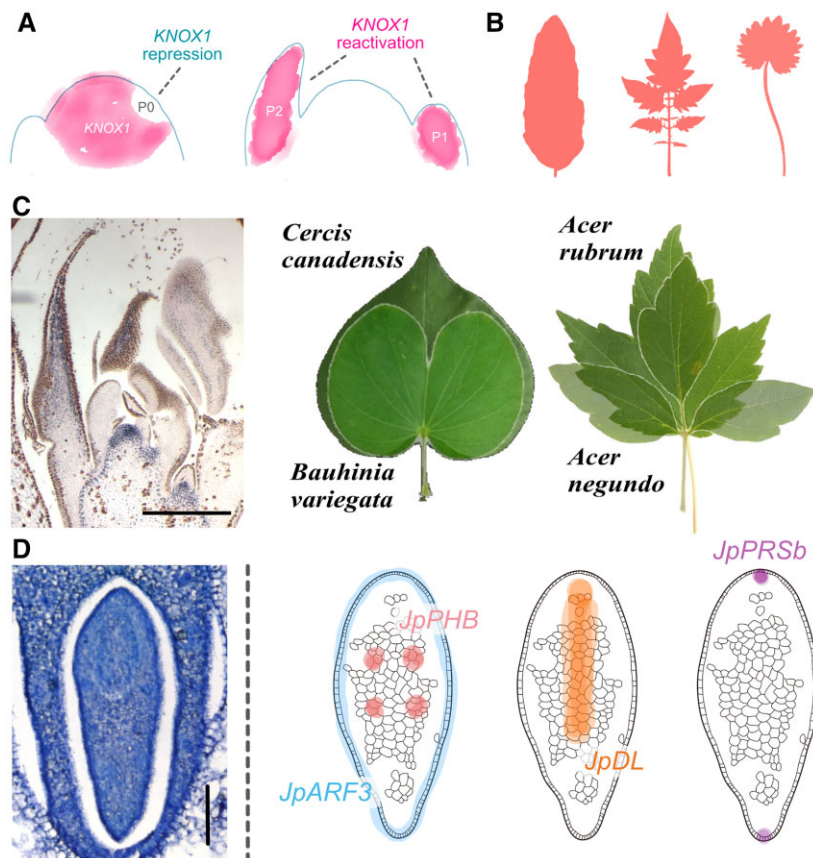 A
KNOX1
repression
P0
KNOX1
KNOX1
reactivation
P2
P1
B
C
Cercis
canadensis
Bauhinia
variegata
Acer
rubrum
Acer
negundo
D
JpPHB
JpARF3
JpDL
JpPRSb